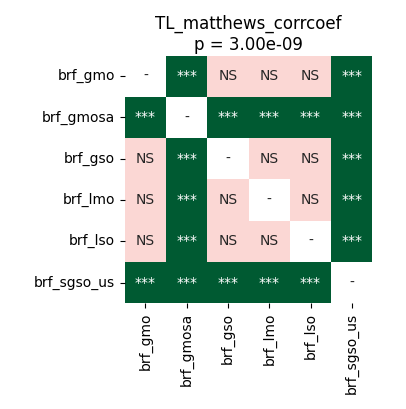 TL_matthews_corrcoef
p = 3.00e-09
brf_gmo - *** NS NS NS ***
brf_gmosa *** - *** *** *** ***
brf_gso NS *** - NS NS ***
brf_lmo NS *** NS - NS ***
brf_lso NS *** NS NS - ***
brf_sgso_us *** *** *** *** *** -
brf_gmo brf_gmosa brf_gso brf_lmo brf_lso brf_sgso_us